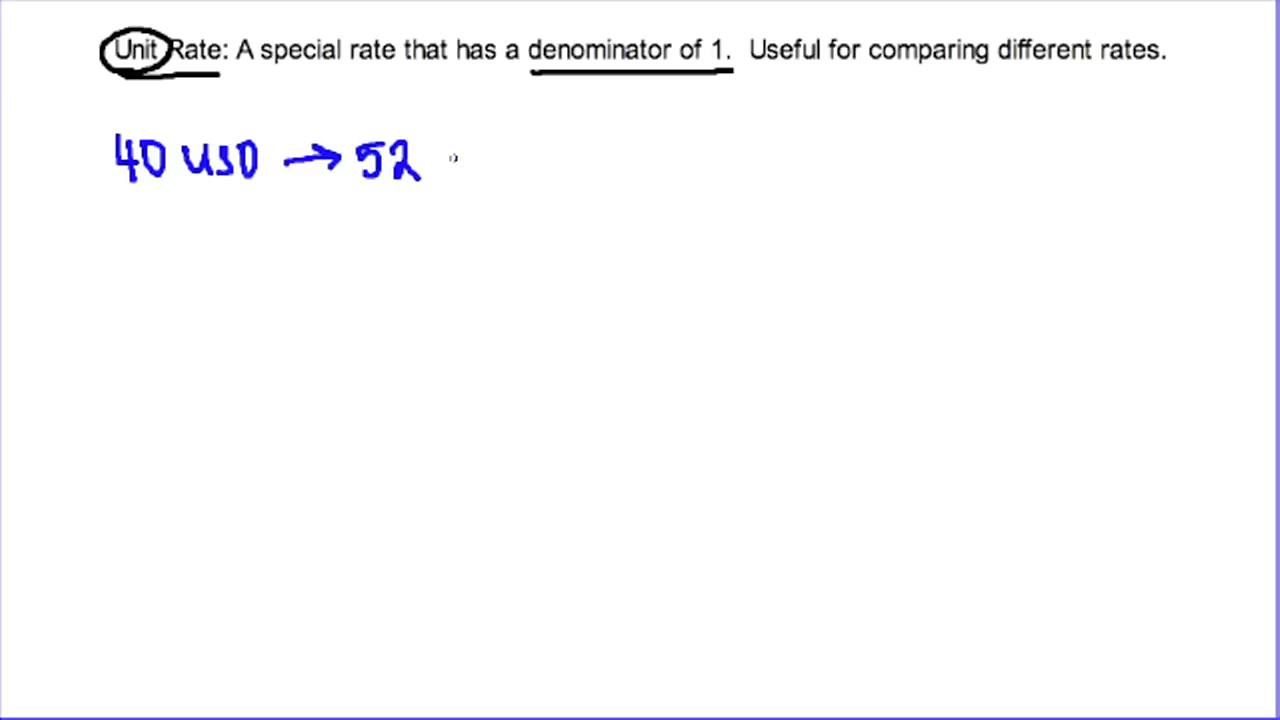 Unit Rate: A special rate that has a denominator of 1. Useful for comparing different rates.
40 USD → 52